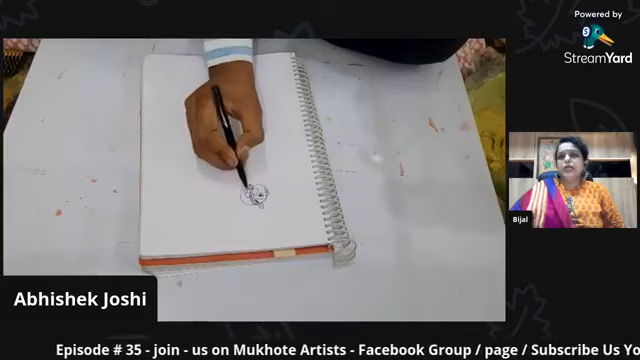 Powered by
StreamYard
Bijal
Abhishek Joshi
Episode # 35 - join - us on Mukhote Artists - Facebook Group / page / Subscribe Us Yo